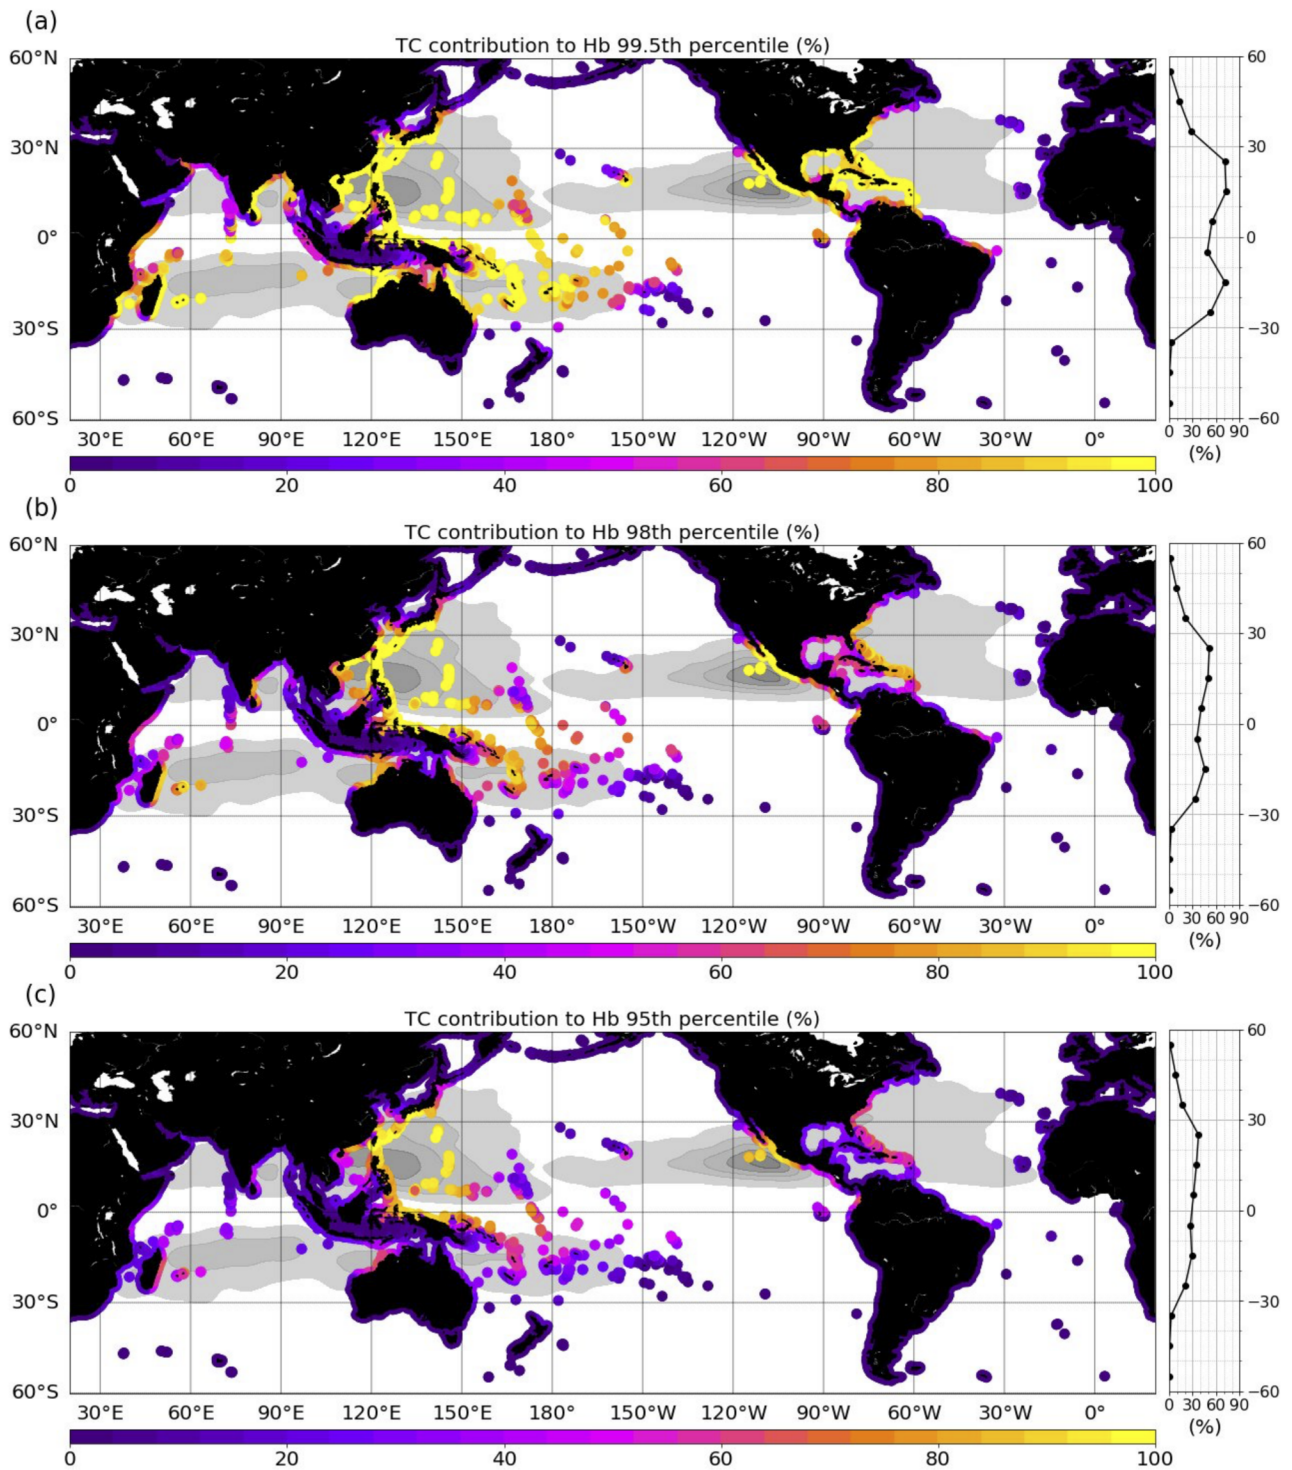 (a)
TC contribution to Hb 99.5th percentile (%)
60°N
30°N
0°
30°S
60°S
30°E 60°E 90°E 120°E 150°E 180° 150°W 120°W 90°W 60°W 30°W 0°
60
30
0
−30
−60
0 30 60 90
(%)
0 20 40 60 80 100
(b)
TC contribution to Hb 98th percentile (%)
60°N
30°N
0°
30°S
60°S
30°E 60°E 90°E 120°E 150°E 180° 150°W 120°W 90°W 60°W 30°W 0°
60
30
0
−30
−60
0 30 60 90
(%)
0 20 40 60 80 100
(c)
TC contribution to Hb 95th percentile (%)
60°N
30°N
0°
30°S
60°S
30°E 60°E 90°E 120°E 150°E 180° 150°W 120°W 90°W 60°W 30°W 0°
60
30
0
−30
−60
0 30 60 90
(%)
0 20 40 60 80 100